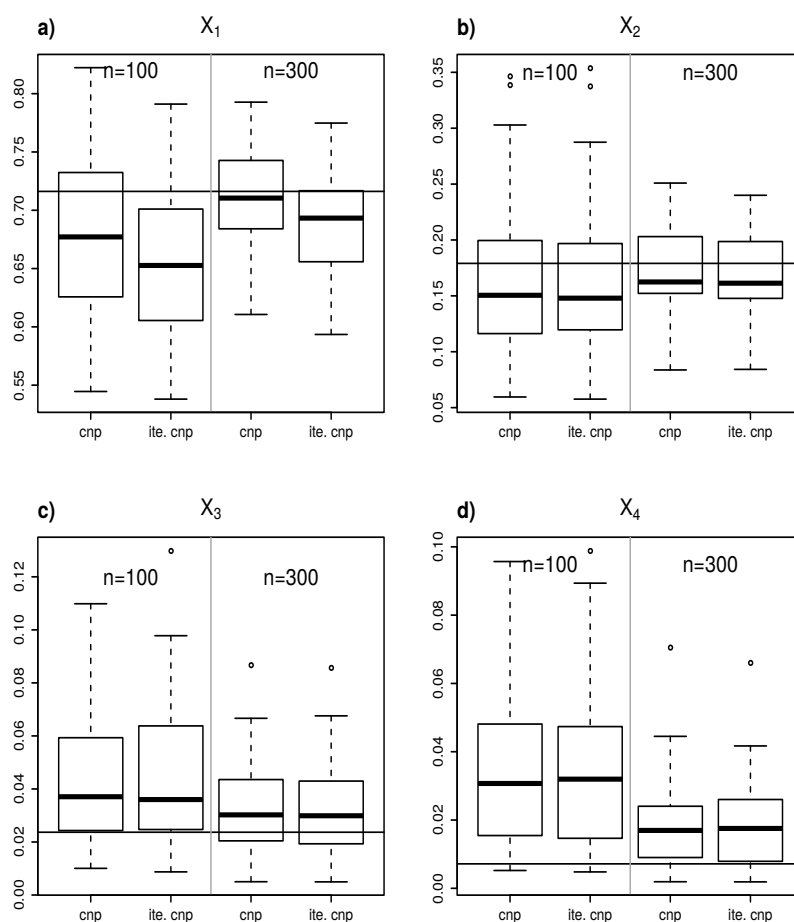 a) X1
n=100 n=300
0.80
0.75
0.70
0.65
0.60
0.55
cnp ite. cnp cnp ite. cnp
b) X2
n=100 n=300
0.35
0.30
0.25
0.20
0.15
0.10
0.05
cnp ite. cnp cnp ite. cnp
c) X3
n=100 n=300
0.12
0.10
0.08
0.06
0.04
0.02
0.00
cnp ite. cnp cnp ite. cnp
d) X4
n=100 n=300
0.10
0.08
0.06
0.04
0.02
0.00
cnp ite. cnp cnp ite. cnp